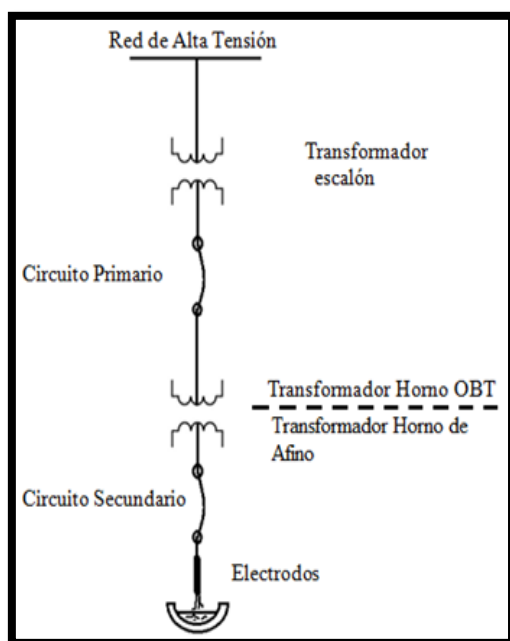 Red de Alta Tensión
Transformador
escalón
Circuito Primario
Transformador Horno OBT
Transformador Horno de
Afino
Circuito Secundario
Electrodos